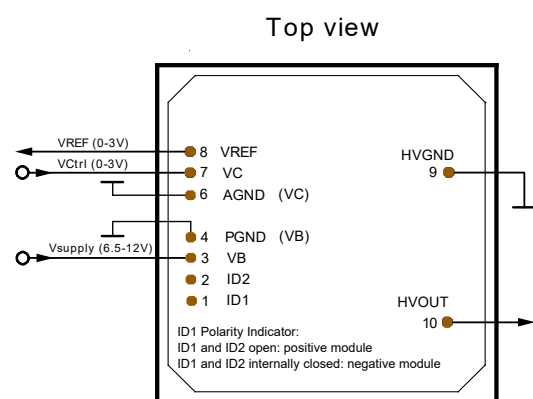 Top view
VREF (0-3V)
8 VREF
VCtrl (0-3V)
7 VC
6 AGND (VC)
4 PGND (VB)
Vsupply (6.5-12V)
3 VB
2 ID2
1 ID1
HVGND
9
HVOUT
10
ID1 Polarity Indicator:
ID1 and ID2 open: positive module
ID1 and ID2 internally closed: negative module